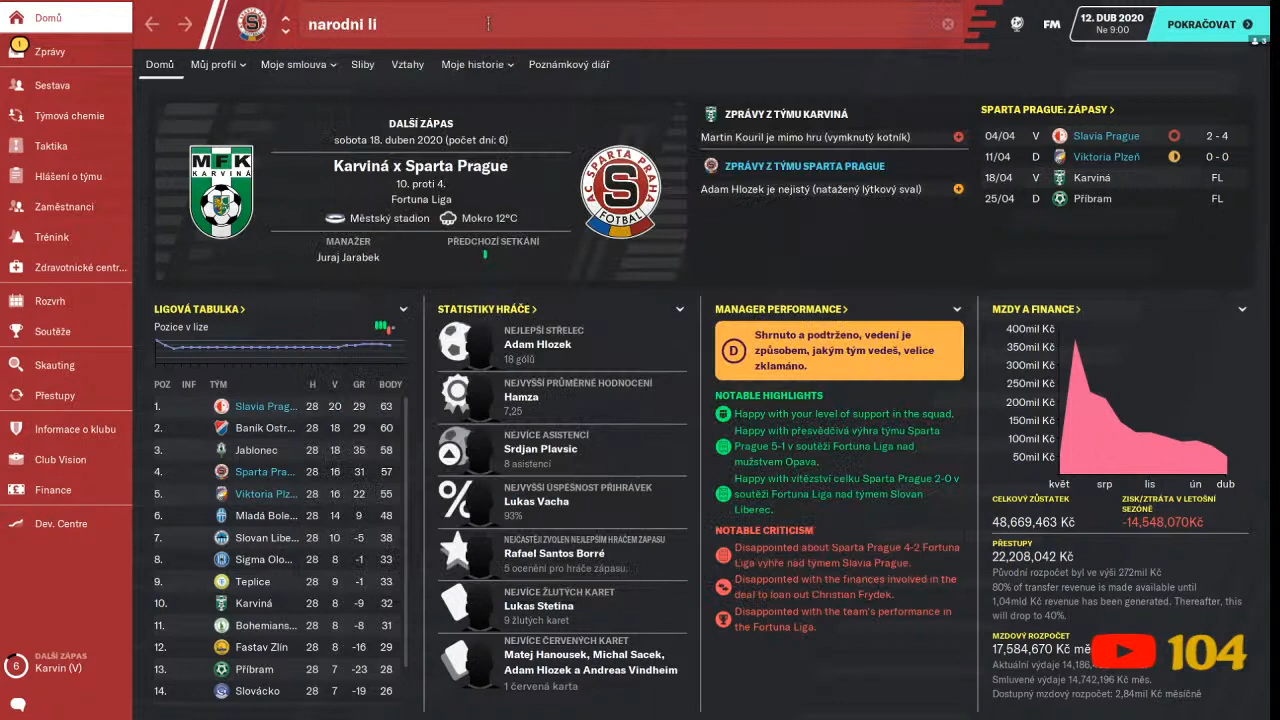 Domů
narodni li
FM
12. DUB 2020
Ne 9:00
POKRAČOVAT
3
1
Zprávy
Sestava
Týmová chemie
Taktika
Hlášení o týmu
Zaměstnanci
Trénink
Zdravotnické centr...
Rozvrh
Soutěže
Skauting
Přestupy
Informace o klubu
Club Vision
Finance
Dev. Centre
6
DALŠÍ ZÁPAS
Karvin (V)
Domů
Můj profil
Moje smlouva
Sliby
Vztahy
Moje historie
Poznámkový diář
MFK
KARVINÁ
DALŠÍ ZÁPAS
sobota 18. duben 2020 (počet dní: 6)
Karviná x Sparta Prague
10. proti 4.
Fortuna Liga
Městský stadion
Mokro 12°C
MANAŽER
Juraj Jarabek
PŘEDCHOZÍ SETKÁNÍ
AC SPARTA PRAHA
S
FOTBAL
ZPRÁVY Z TÝMU KARVINÁ
Martin Kouril je mimo hru (vymknutý kotník)
ZPRÁVY Z TÝMU SPARTA PRAGUE
Adam Hlozek je nejistý (natažený lýtkový sval)
SPARTA PRAGUE: ZÁPASY >
04/04 V Slavia Prague 2 - 4
11/04 D Viktoria Plzeň 0 - 0
18/04 V Karviná FL
25/04 D Příbram FL
LIGOVÁ TABULKA >
Pozice v lize
POZ INF TÝM H V GR BODY
1. Slavia Prag... 28 20 29 63
2. Baník Ostr... 28 18 29 60
3. Jablonec 28 18 35 58
4. Sparta Pra... 28 16 31 57
5. Viktoria Plz... 28 16 22 55
6. Mladá Bole... 28 14 9 48
7. Slovan Libe... 28 10 -5 38
8. Sigma Olo... 28 8 -1 33
9. Teplice 28 9 -1 33
10. Karviná 28 8 -9 32
11. Bohemians... 28 8 -8 31
12. Fastav Zlín 28 8 -16 29
13. Příbram 28 7 -23 28
14. Slovácko 28 7 -19 26
STATISTIKY HRÁČE >
NEJLEPŠÍ STŘELEC
Adam Hlozek
18 gólů
NEJVYŠŠÍ PRŮMĚRNÉ HODNOCENÍ
Hamza
7,25
NEJVÍCE ASISTENCÍ
Srdjan Plavsic
8 asistencí
NEJVYŠŠÍ ÚSPĚŠNOST PŘIHRÁVEK
Lukas Vacha
93%
NEJČASTĚJI ZVOLEN NEJLEPŠÍM HRÁČEM ZÁPASU
Rafael Santos Borré
5 ocenění pro hráče zápasu.
NEJVÍCE ŽLUTÝCH KARET
Lukas Stetina
9 žlutých karet
NEJVÍCE ČERVENÝCH KARET
Matej Hanousek, Michal Sacek,
Adam Hlozek a Andreas Vindheim
1 červená karta
MANAGER PERFORMANCE >
D
Shrnuto a podtrženo, vedení je
způsobem, jakým tým vedeš, velice
zklamáno.
NOTABLE HIGHLIGHTS
Happy with your level of support in the squad.
Happy with přesvědčivá výhra týmu Sparta
Prague 5-1 v soutěži Fortuna Liga nad
mužstvem Opava.
Happy with vítězství celku Sparta Prague 2-0 v
soutěži Fortuna Liga nad týmem Slovan
Liberec.
NOTABLE CRITICISM
Disappointed about Sparta Prague 4-2 Fortuna
Liga výhře nad týmem Slavia Prague.
Disappointed with the finances involved in the
deal to loan out Christian Frydek.
Disappointed with the team's performance in
the Fortuna Liga.
MZDY A FINANCE >
400mil Kč
350mil Kč
300mil Kč
250mil Kč
200mil Kč
150mil Kč
100mil Kč
50mil Kč
květ srp lis ún dub
CELKOVÝ ZŮSTATEK
48,669,463 Kč
ZISK/ZTRÁTA V LETOŠNÍ
SEZÓNĚ
-14,548,070Kč
PŘESTUPY
22,208,042 Kč
Původní rozpočet byl ve výši 272mil Kč
80% of transfer revenue is made available until
1,04mld Kč revenue has been generated. Thereafter, this
will drop to 40%.
MZDOVÝ ROZPOČET
17,584,670 Kč mě
Aktuální výdaje 14,186,
Smluvené výdaje 14,742,196 Kč měs.
Dostupný mzdový rozpočet: 2,84mil Kč měsíčně
104